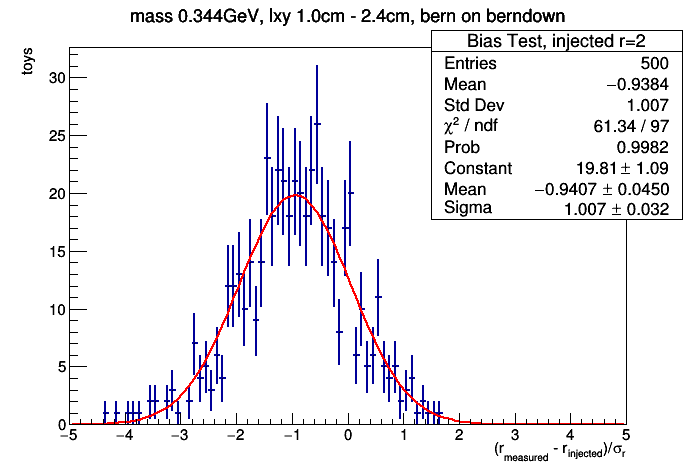 mass 0.344GeV, lxy 1.0cm - 2.4cm, bern on berndown
Bias Test, injected r=2
Entries 500
Mean −0.9384
Std Dev 1.007
χ² / ndf 61.34 / 97
Prob 0.9982
Constant 19.81 ± 1.09
Mean −0.9407 ± 0.0450
Sigma 1.007 ± 0.032
toys
30
25
20
15
10
5
0
−5 −4 −3 −2 −1 0 1 2 3 4 5
(r_measured - r_injected)/σ_r